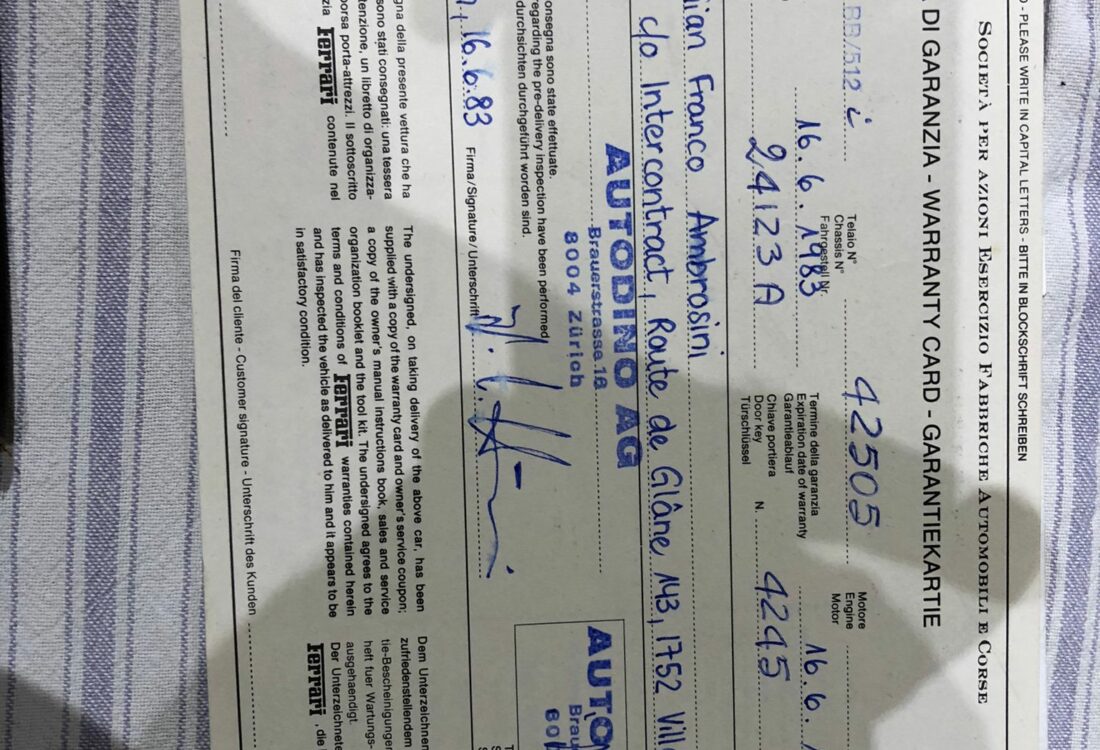 - PLEASE WRITE IN CAPITAL LETTERS - BITTE IN BLOCKSCHRIFT SCHREIBEN
SOCIETÀ PER AZIONI ESERCIZIO FABBRICHE AUTOMOBILI E CORSE
DI GARANZIA - WARRANTY CARD - GARANTIEKARTIE
BB/512 i
Telaio N°
Chassis N°
Fahrgestell Nr.
42505
Motore
Engine
Motor
16.6.1983
Termine della garanzia
Expiration date of warranty
Garantieablauf
16.6.
24123 A
Chiave portiera
Door key
Türschlüssel
N.
4245
Franco Ambrosini
c/o Intercontract, Route de Glâne 143, 1752
AUTODINO AG
Brauerstrasse 16
8004 Zürich
onsegna sono state effettuate.
regarding the pre-delivery inspection have been performed
durchsichten durchgeführt worden sind.
16.6.83
Firma/Signature/Unterschrift
gna della presente vettura che ha
sono stati consegnati: una tessera
tenzione, un libretto di organizza-
orsa porta-attrezzi. Il sottoscritto
zia Ferrari contenute nel
The undersigned, on taking delivery of the above car, has been
supplied with a copy of the warranty card and owner's service coupon;
a copy of the owner's manual instructions book, sales and service
organization booklet and the tool kit. The undersigned agrees to the
terms and conditions of Ferrari warranties contained herein
and has inspected the vehicle as delivered to him and it appears to be
in satisfactory condition.
Dem Unterzeichnen
zufriedenstellendem
tie-Bescheinigungen
heft fuer Wartungs-
ausgehaendigt.
Der Unterzeichnete
Ferrari, die
Firma del cliente - Customer signature - Unterschrift des Kunden